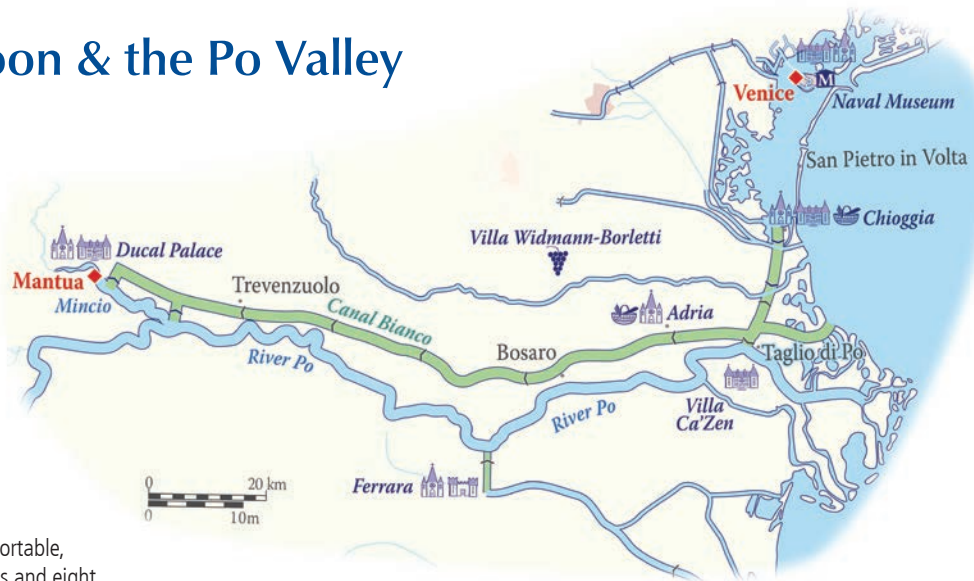 & the Po Valley
Venice
M
Naval Museum
San Pietro in Volta
Chioggia
Villa Widmann-Borletti
Ducal Palace
Mantua
Mincio
Trevenzuolo
Canal Bianco
Adria
River Po
Bosaro
Taglio di Po
River Po
Villa
Ca'Zen
Ferrara
0 20 km
0 10m
and eight